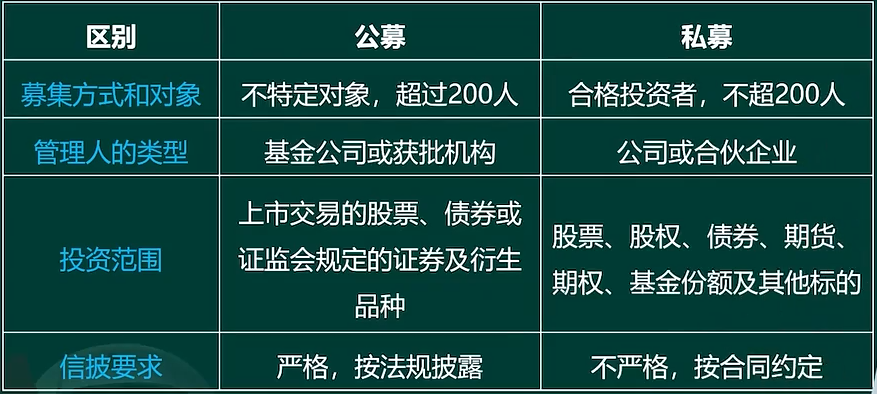 区别 公募 私募
募集方式和对象 不特定对象，超过200人 合格投资者，不超200人
管理人的类型 基金公司或获批机构 公司或合伙企业
投资范围
上市交易的股票、债券或
证监会规定的证券及衍生
品种
股票、股权、债券、期货、
期权、基金份额及其他标的
信披要求 严格，按法规披露 不严格，按合同约定